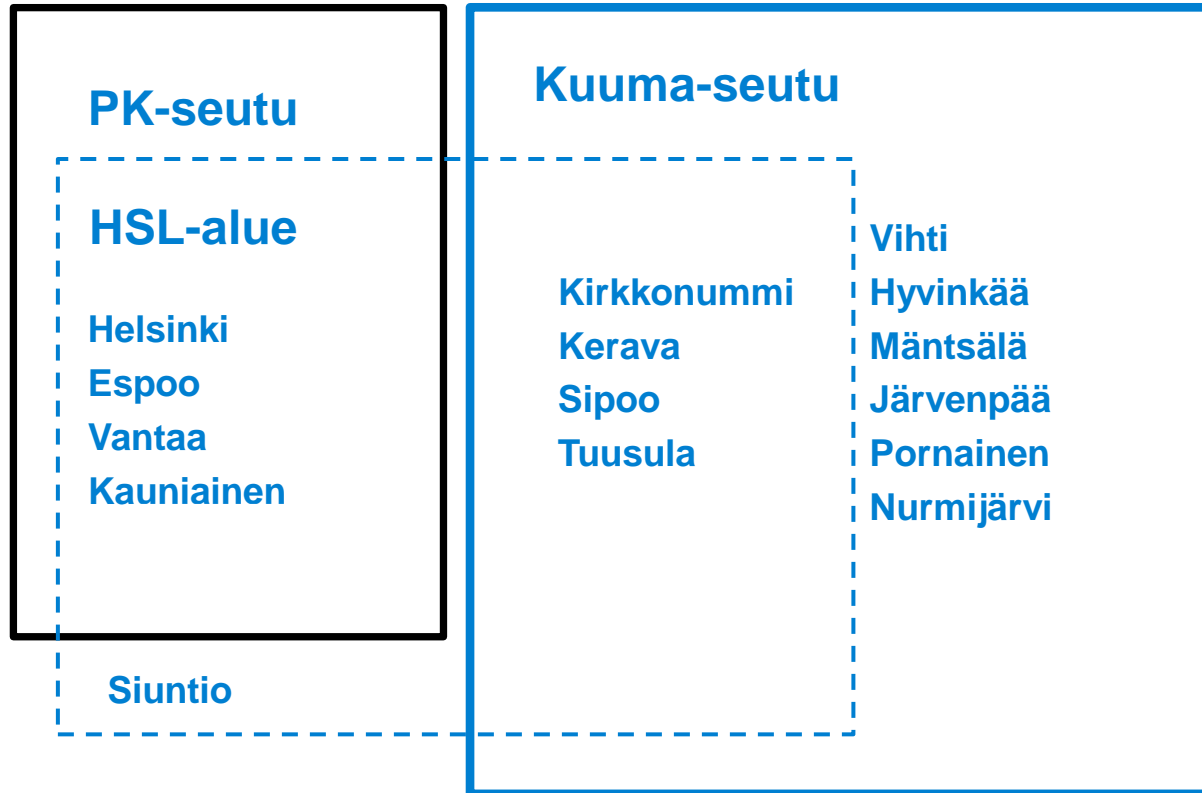 PK-seutu
HSL-alue
Helsinki
Espoo
Vantaa
Kauniainen
Siuntio
Kuuma-seutu
Kirkkonummi
Kerava
Sipoo
Tuusula
Vihti
Hyvinkää
Mäntsälä
Järvenpää
Pornainen
Nurmijärvi